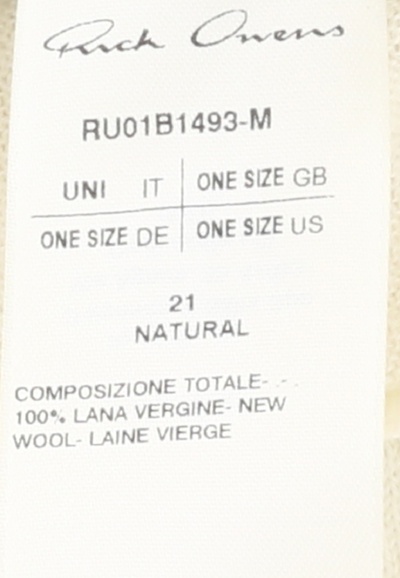 Rick Owens
RU01B1493-M
UNI IT ONE SIZE GB
ONE SIZE DE ONE SIZE US
21
NATURAL
COMPOSIZIONE TOTALE- - .
100% LANA VERGINE- NEW
WOOL- LAINE VIERGE